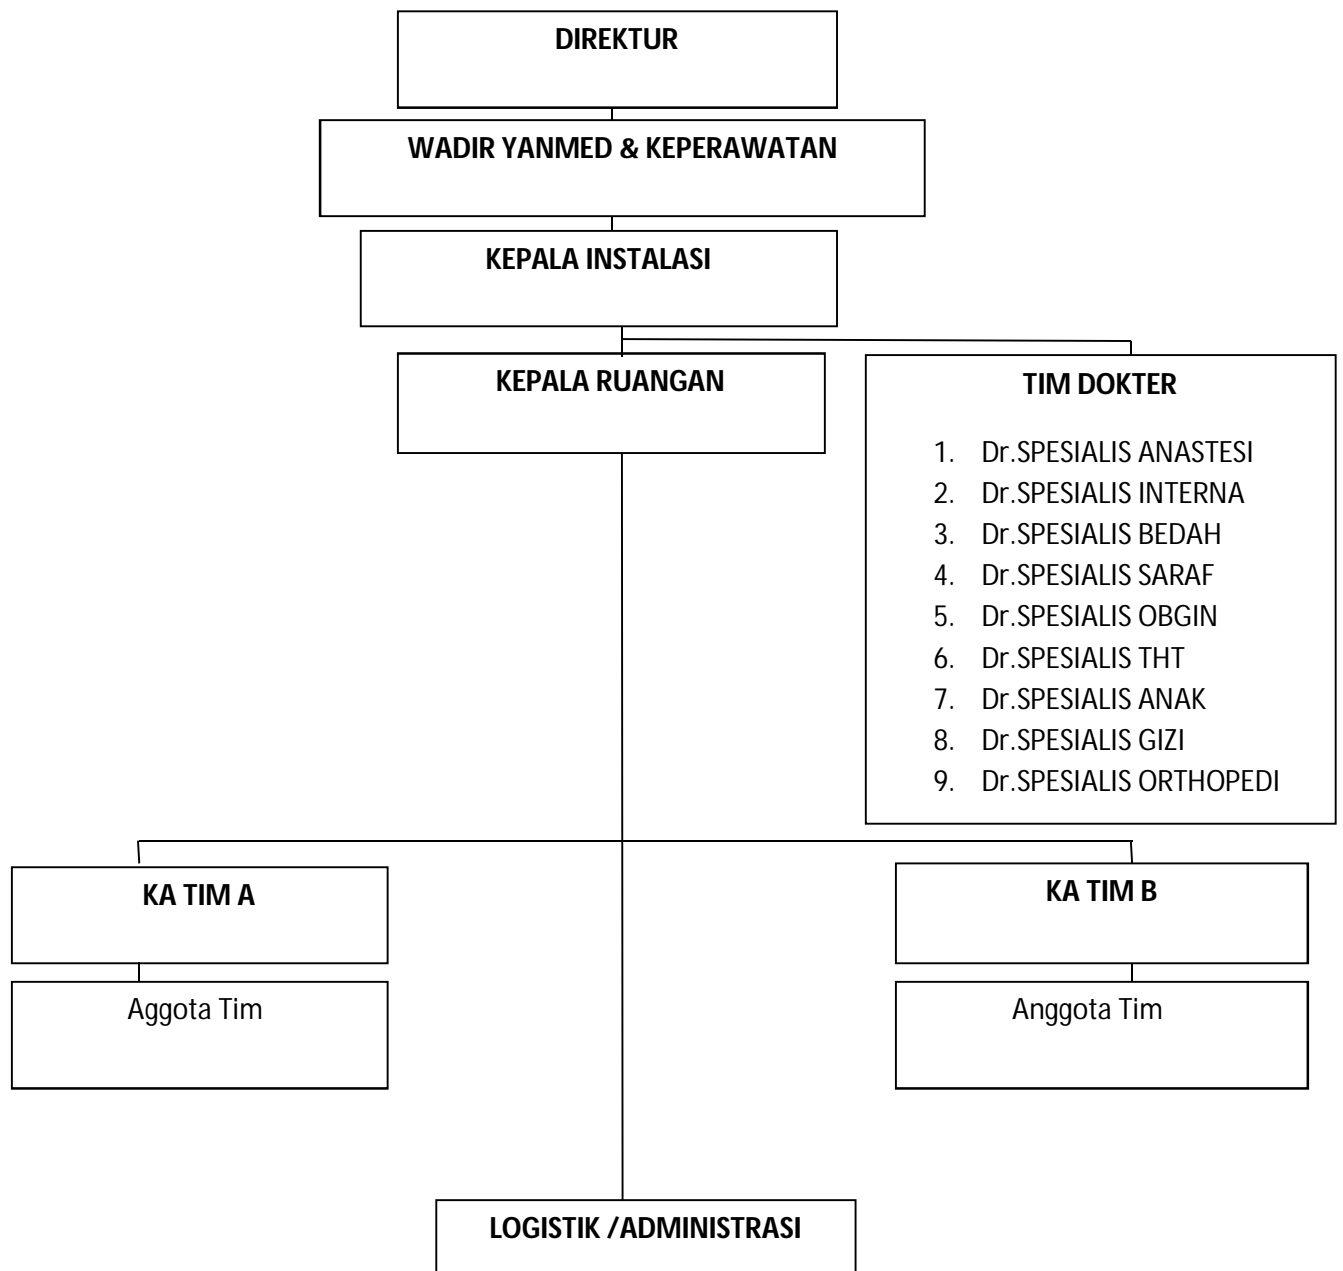 DIREKTUR
WADIR YANMED & KEPERAWATAN
KEPALA INSTALASI
KEPALA RUANGAN
TIM DOKTER
1. Dr.SPESIALIS ANASTESI
2. Dr.SPESIALIS INTERNA
3. Dr.SPESIALIS BEDAH
4. Dr.SPESIALIS SARAF
5. Dr.SPESIALIS OBGIN
6. Dr.SPESIALIS THT
7. Dr.SPESIALIS ANAK
8. Dr.SPESIALIS GIZI
9. Dr.SPESIALIS ORTHOPEDI
KA TIM A
KA TIM B
Aggota Tim
Anggota Tim
LOGISTIK /ADMINISTRASI